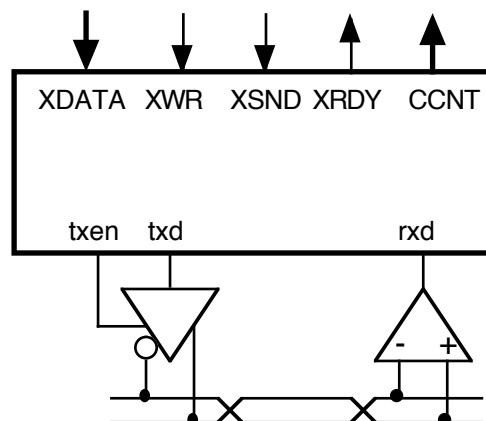 XDATA XWR XSND XRDY CCNT
txen txd rxd
- +